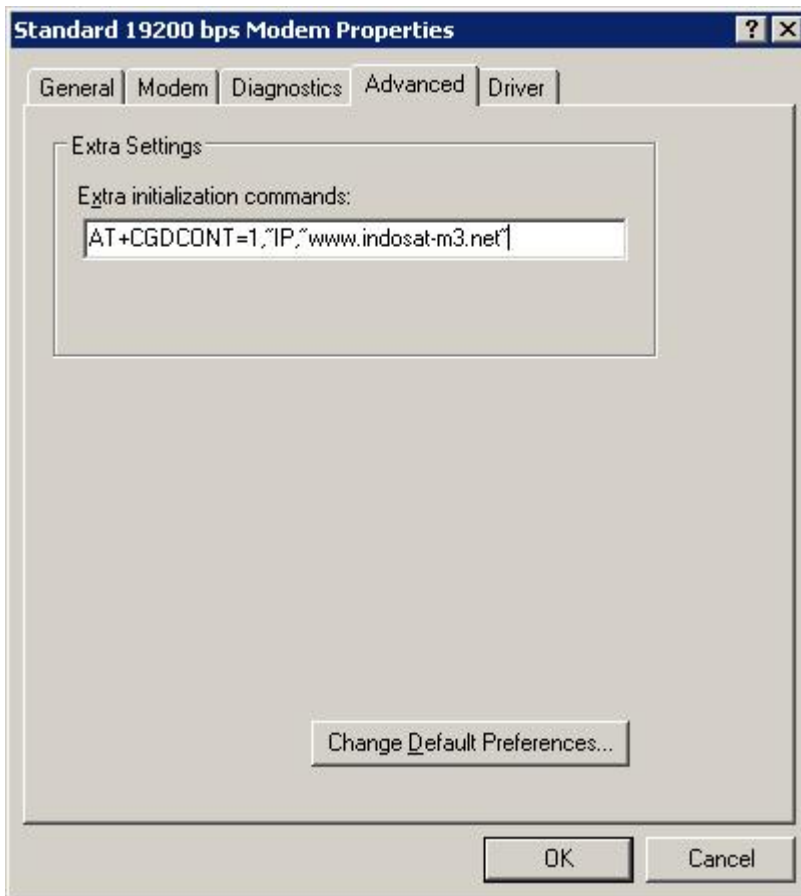 Standard 19200 bps Modem Properties
General Modem Diagnostics Advanced Driver
Extra Settings
Extra initialization commands:
AT+CGDCONT=1,˝IP,˝www.indosat-m3.net˝
Change Default Preferences...
OK Cancel